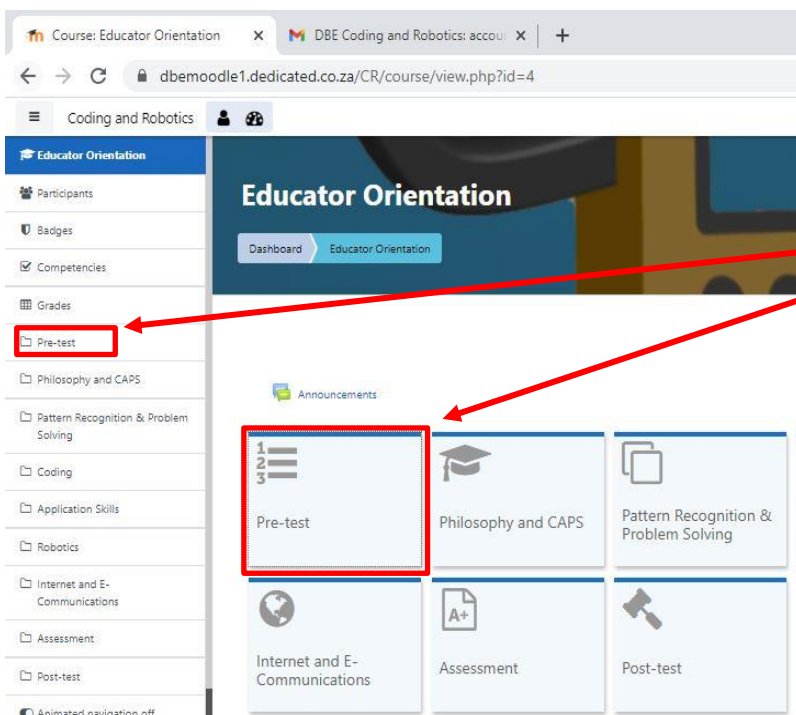 Course: Educator Orientation
DBE Coding and Robotics: accou
dbemoodle1.dedicated.co.za/CR/course/view.php?id=4
Coding and Robotics
Educator Orientation
Participants
Badges
Competencies
Grades
Pre-test
Philosophy and CAPS
Pattern Recognition & Problem
Solving
Coding
Application Skills
Robotics
Internet and E-
Communications
Assessment
Post-test
Animated navigation off
Educator Orientation
Dashboard
Educator Orientation
Announcements
1
2
3
Pre-test
Philosophy and CAPS
Pattern Recognition &
Problem Solving
Internet and E-
Communications
A+
Assessment
Post-test